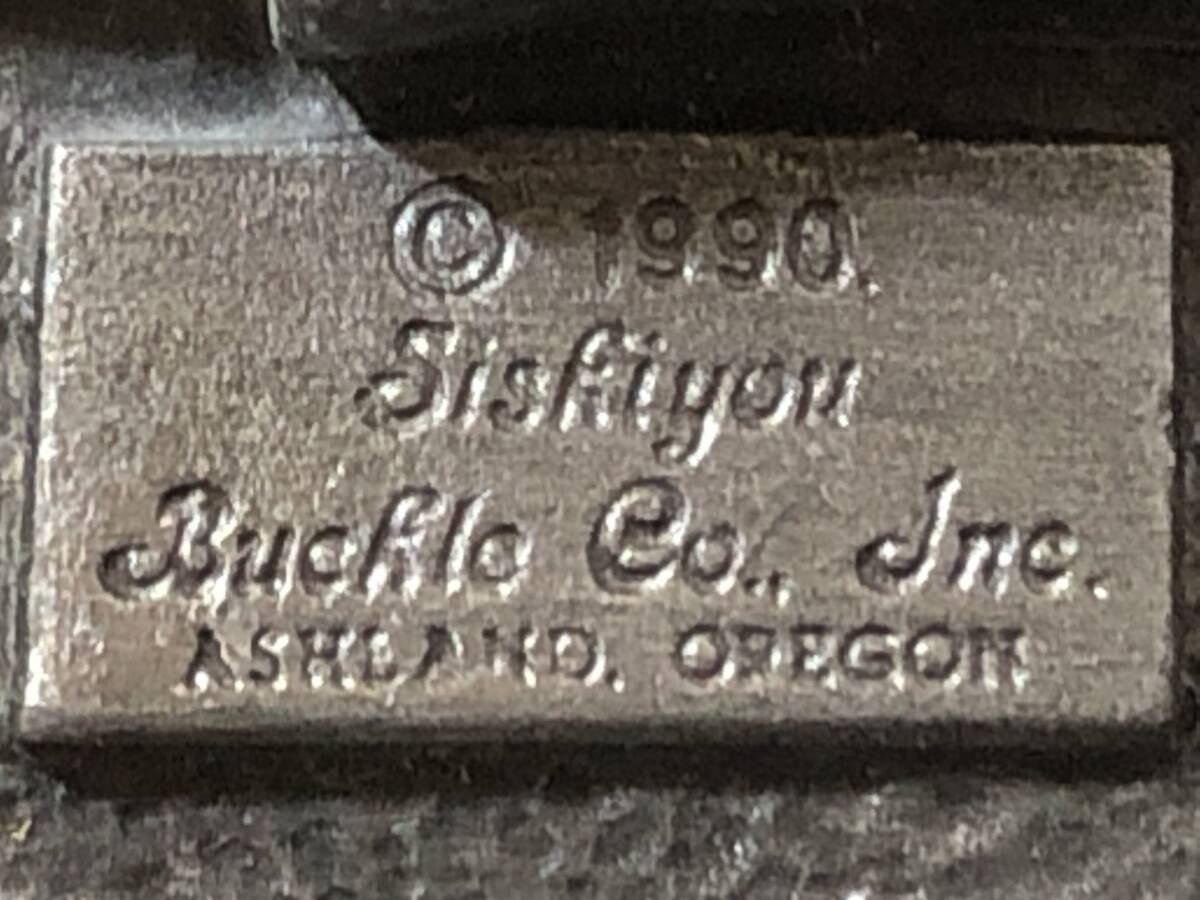 © 1990.
Siskiyou
Buckle Co., Inc.
ASHLAND, OREGON